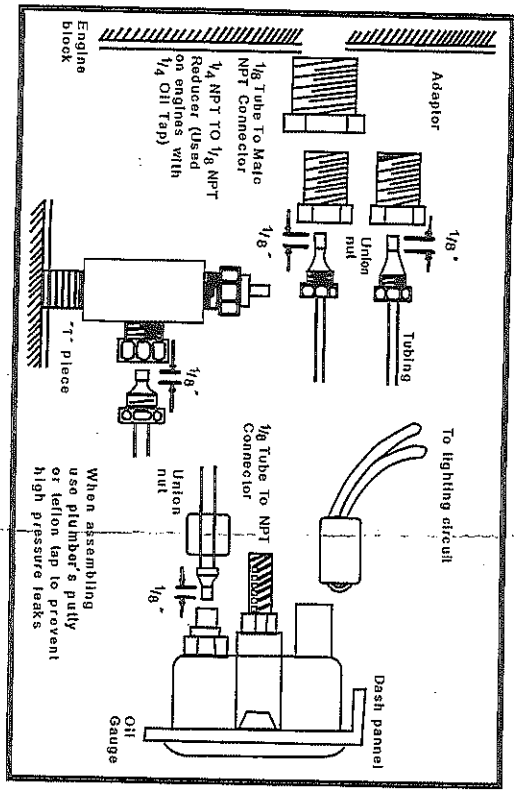 Adaptor
1/8"
Tubing
Union
nut
1/8 Tube To Male
NPT Connector
1/4 NPT TO 1/8 NPT
Reducer (Used
on engines with
1/4 Oil Tap)
1/8"
Engine
block
"T" piece
1/8"
To lighting circuit
1/8 Tube To NPT
Connector
Union
nut
1/8"
Dash pannel
Oil
Gauge
When assembling
use plumber's putty
or teflon tap to prevent
high pressure leaks